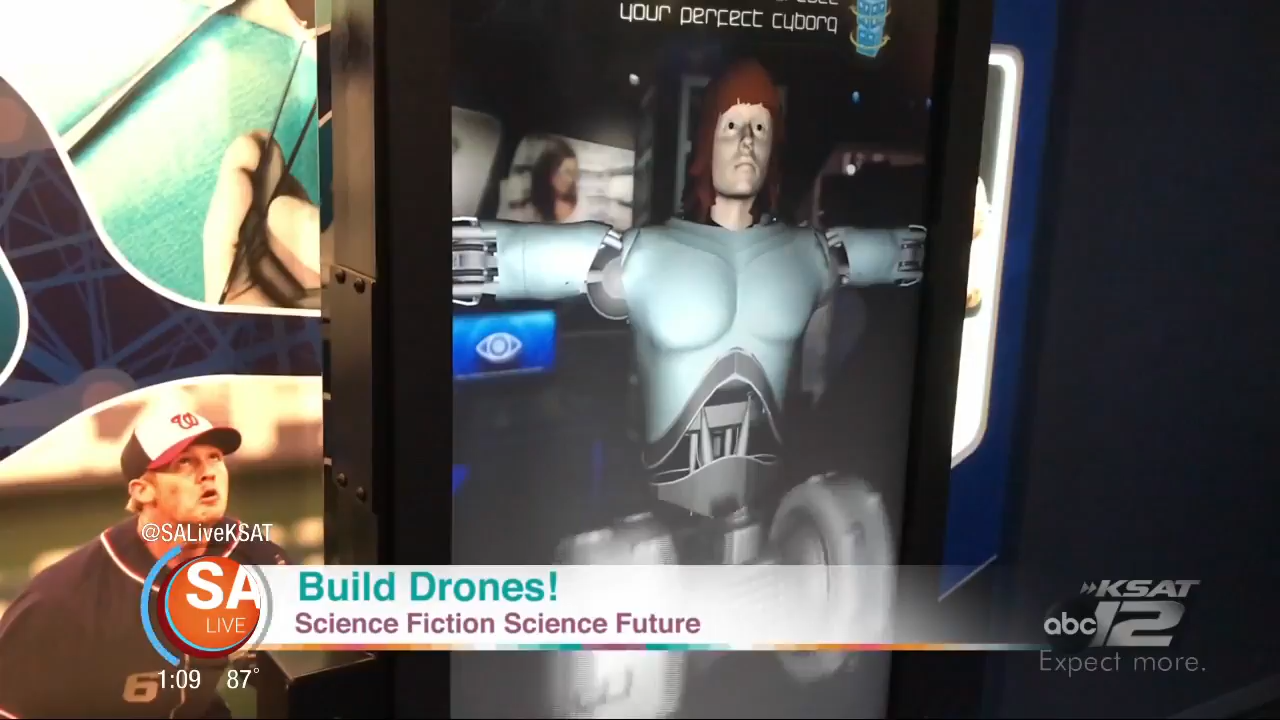 your perfect cyborg
W
@SALiveKSAT
SA
LIVE
Build Drones!
Science Fiction Science Future
KSAT
abc 12
Expect more.
6
1:09 87°